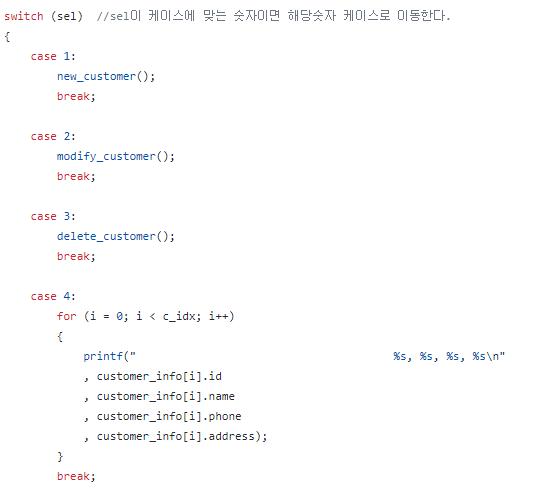 switch (sel)  //sel이 케이스에 맞는 숫자이면 해당숫자 케이스로 이동한다.
{
    case 1:
        new_customer();
        break;

    case 2:
        modify_customer();
        break;

    case 3:
        delete_customer();
        break;

    case 4:
        for (i = 0; i < c_idx; i++)
        {
            printf("                                       %s, %s, %s, %s\n"
            , customer_info[i].id
            , customer_info[i].name
            , customer_info[i].phone
            , customer_info[i].address);
        }
        break;